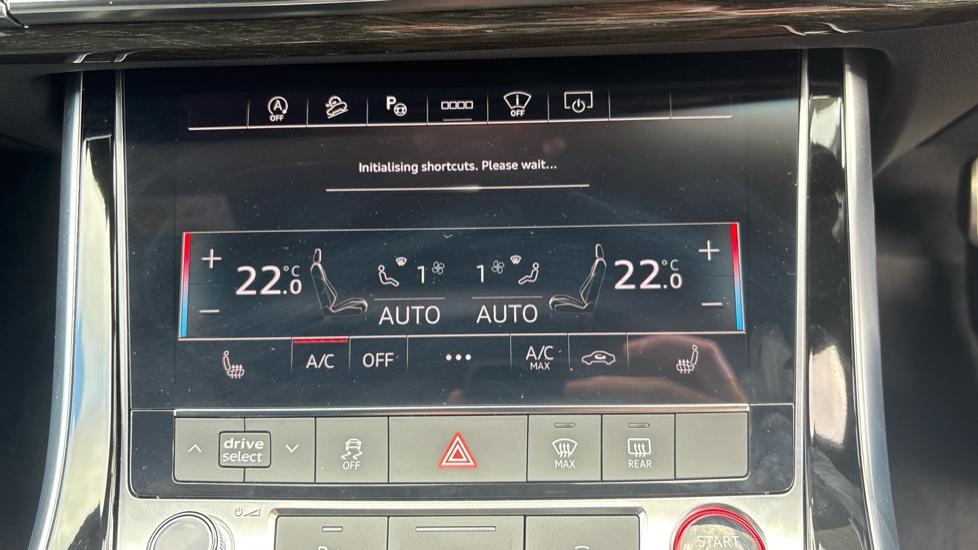 A
OFF
P
OFF
Initialising shortcuts. Please wait...
+ 22.0 °C 1 1 22.0 °C +
− AUTO AUTO −
A/C OFF ••• A/C MAX
drive select
OFF
MAX
REAR
START